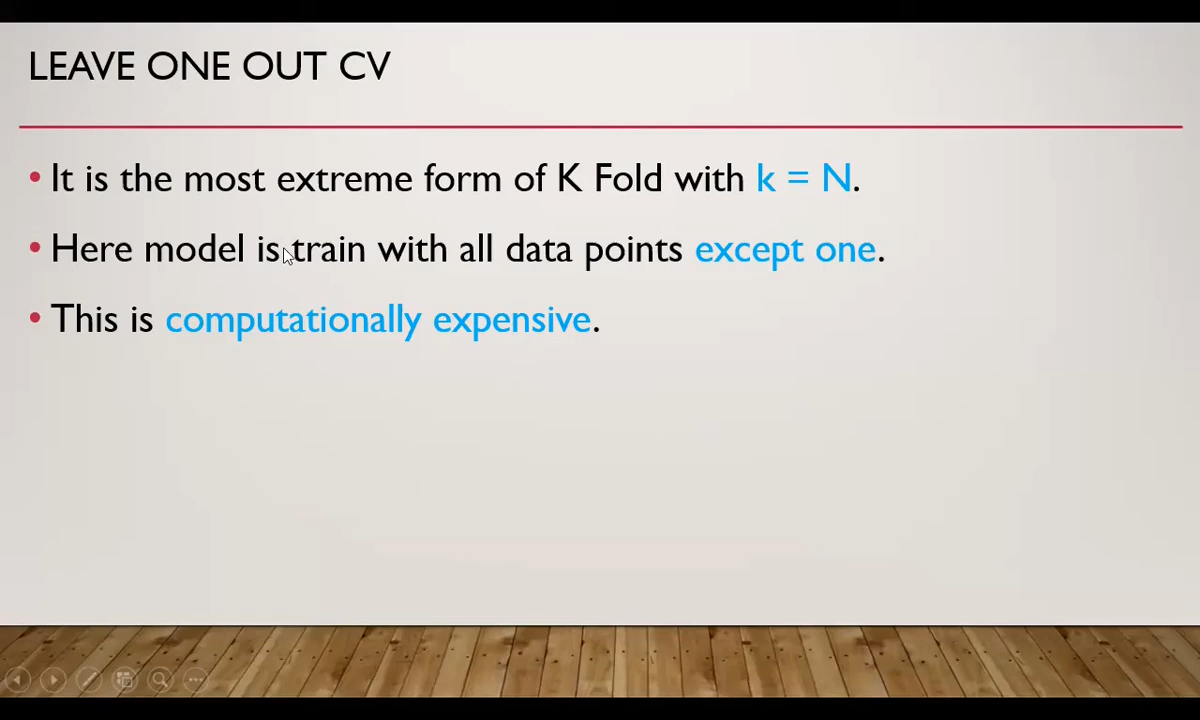 LEAVE ONE OUT CV
• It is the most extreme form of K Fold with k = N.
• Here model is train with all data points except one.
• This is computationally expensive.